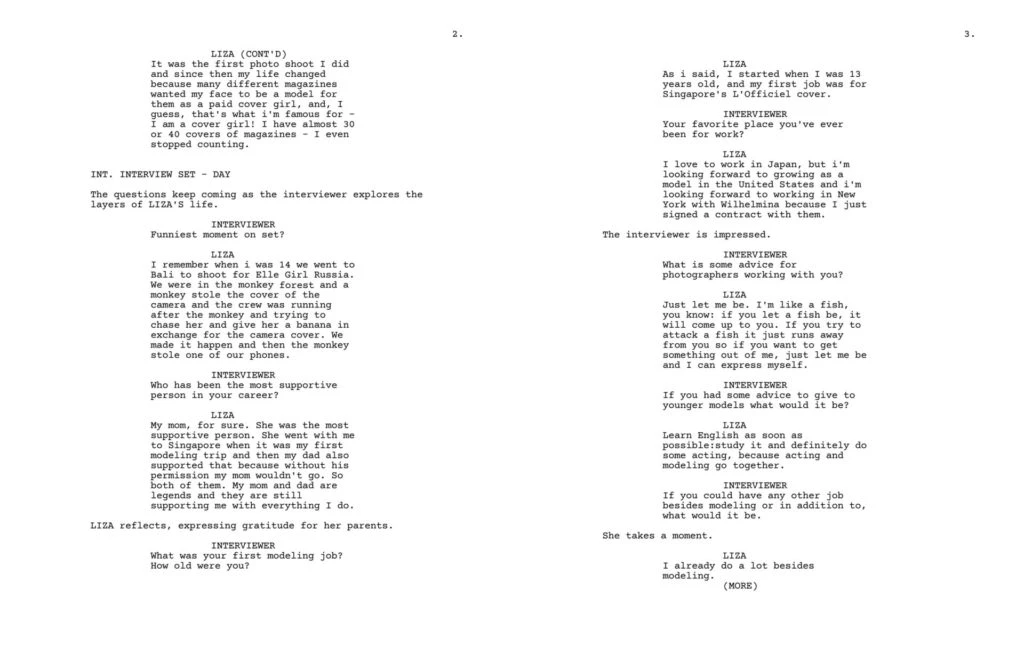 2.
LIZA (CONT'D)
It was the first photo shoot I did
and since then my life changed
because many different magazines
wanted my face to be a model for
them as a paid cover girl, and, I
guess, that's what i'm famous for -
I am a cover girl! I have almost 30
or 40 covers of magazines - I even
stopped counting.
INT. INTERVIEW SET - DAY
The questions keep coming as the interviewer explores the
layers of LIZA'S life.
INTERVIEWER
Funniest moment on set?
LIZA
I remember when i was 14 we went to
Bali to shoot for Elle Girl Russia.
We were in the monkey forest and a
monkey stole the cover of the
camera and the crew was running
after the monkey and trying to
chase her and give her a banana in
exchange for the camera cover. We
made it happen and then the monkey
stole one of our phones.
INTERVIEWER
Who has been the most supportive
person in your career?
LIZA
My mom, for sure. She was the most
supportive person. She went with me
to Singapore when it was my first
modeling trip and then my dad also
supported that because without his
permission my mom wouldn't go. So
both of them. My mom and dad are
legends and they are still
supporting me with everything I do.
LIZA reflects, expressing gratitude for her parents.
INTERVIEWER
What was your first modeling job?
How old were you?
3.
LIZA
As i said, I started when I was 13
years old, and my first job was for
Singapore's L'Officiel cover.
INTERVIEWER
Your favorite place you've ever
been for work?
LIZA
I love to work in Japan, but i'm
looking forward to growing as a
model in the United States and i'm
looking forward to working in New
York with Wilhelmina because I just
signed a contract with them.
The interviewer is impressed.
INTERVIEWER
What is some advice for
photographers working with you?
LIZA
Just let me be. I'm like a fish,
you know: if you let a fish be, it
will come up to you. If you try to
attack a fish it just runs away
from you so if you want to get
something out of me, just let me be
and I can express myself.
INTERVIEWER
If you had some advice to give to
younger models what would it be?
LIZA
Learn English as soon as
possible:study it and definitely do
some acting, because acting and
modeling go together.
INTERVIEWER
If you could have any other job
besides modeling or in addition to,
what would it be.
She takes a moment.
LIZA
I already do a lot besides
modeling.
(MORE)